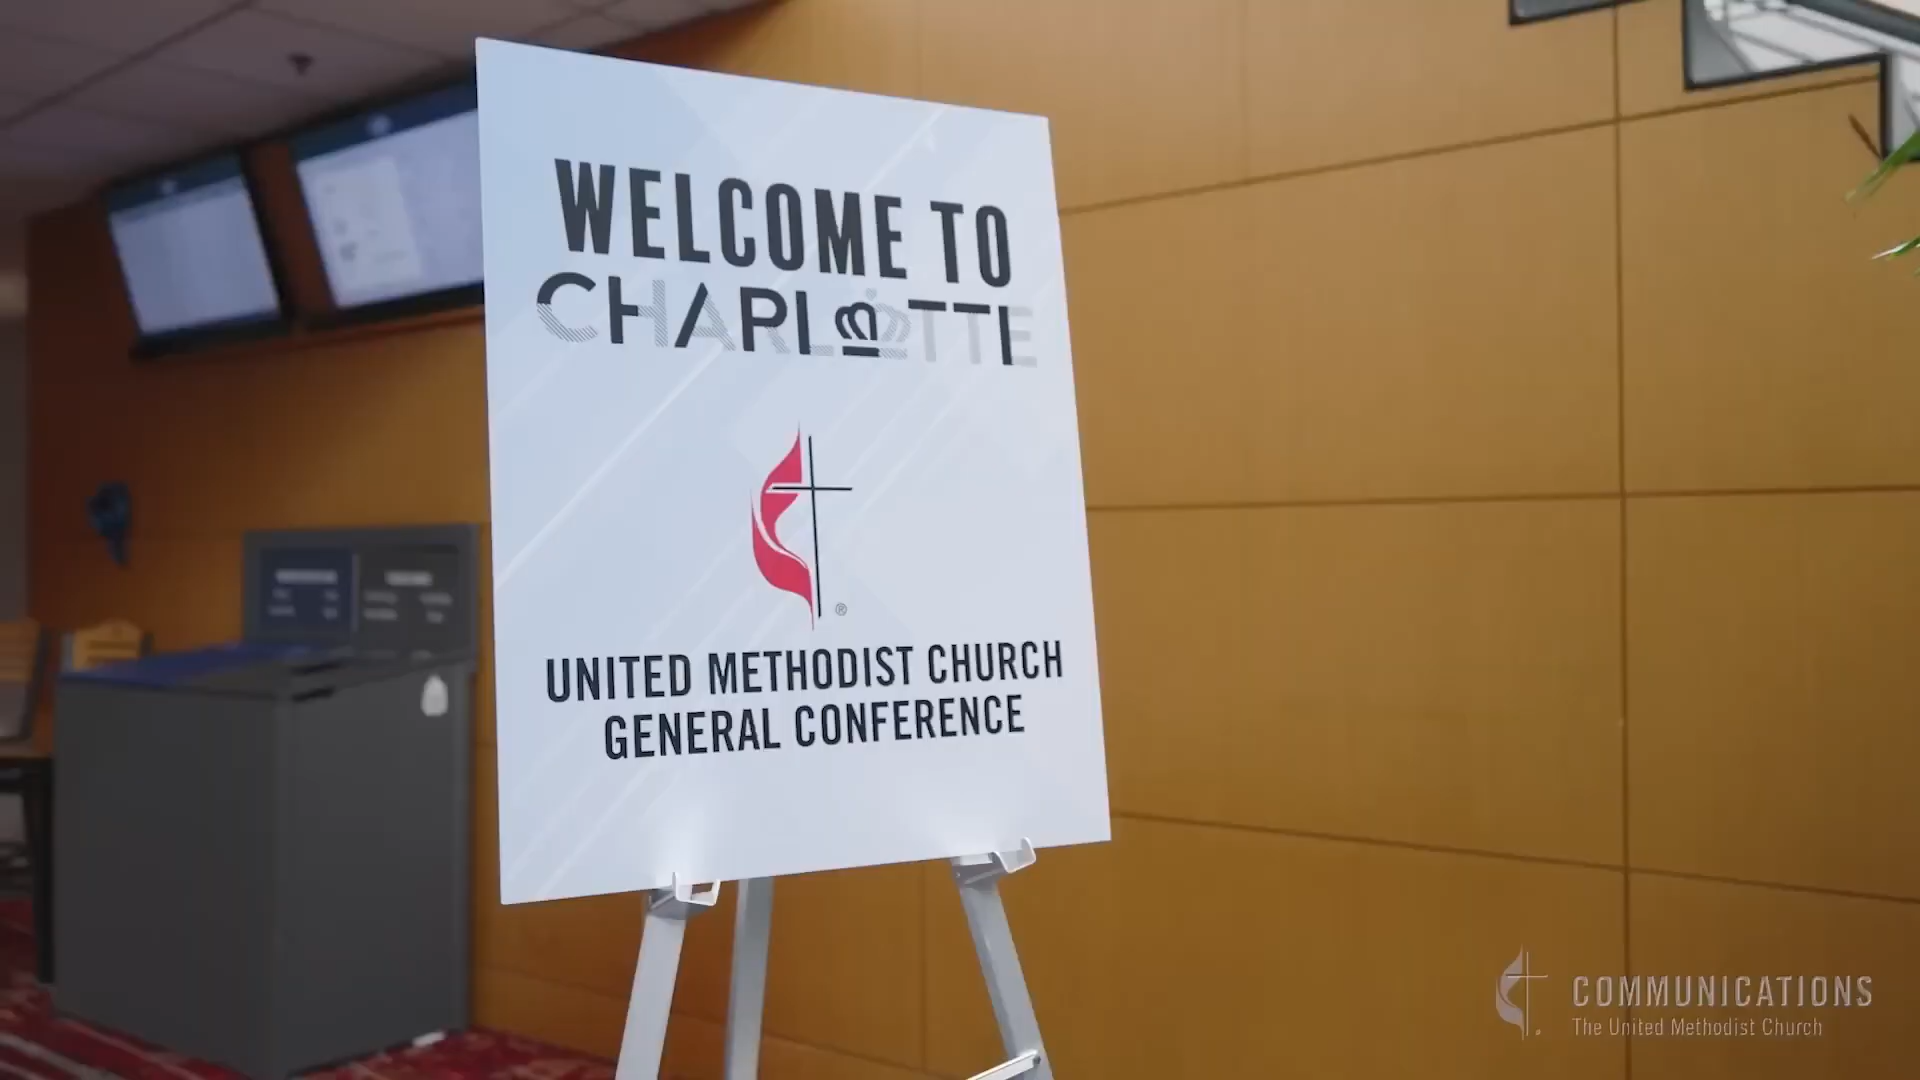 WELCOME TO
CHARLOTTE
®
UNITED METHODIST CHURCH
GENERAL CONFERENCE
COMMUNICATIONS
The United Methodist Church